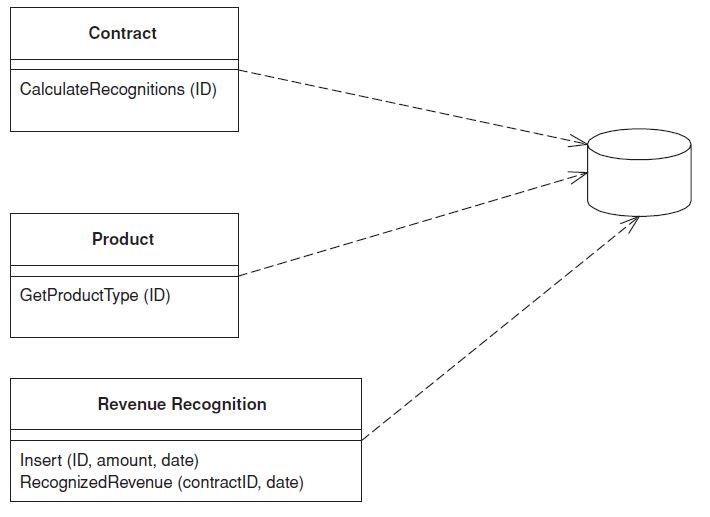 Contract
CalculateRecognitions (ID)
Product
GetProductType (ID)
Revenue Recognition
Insert (ID, amount, date)
RecognizedRevenue (contractID, date)